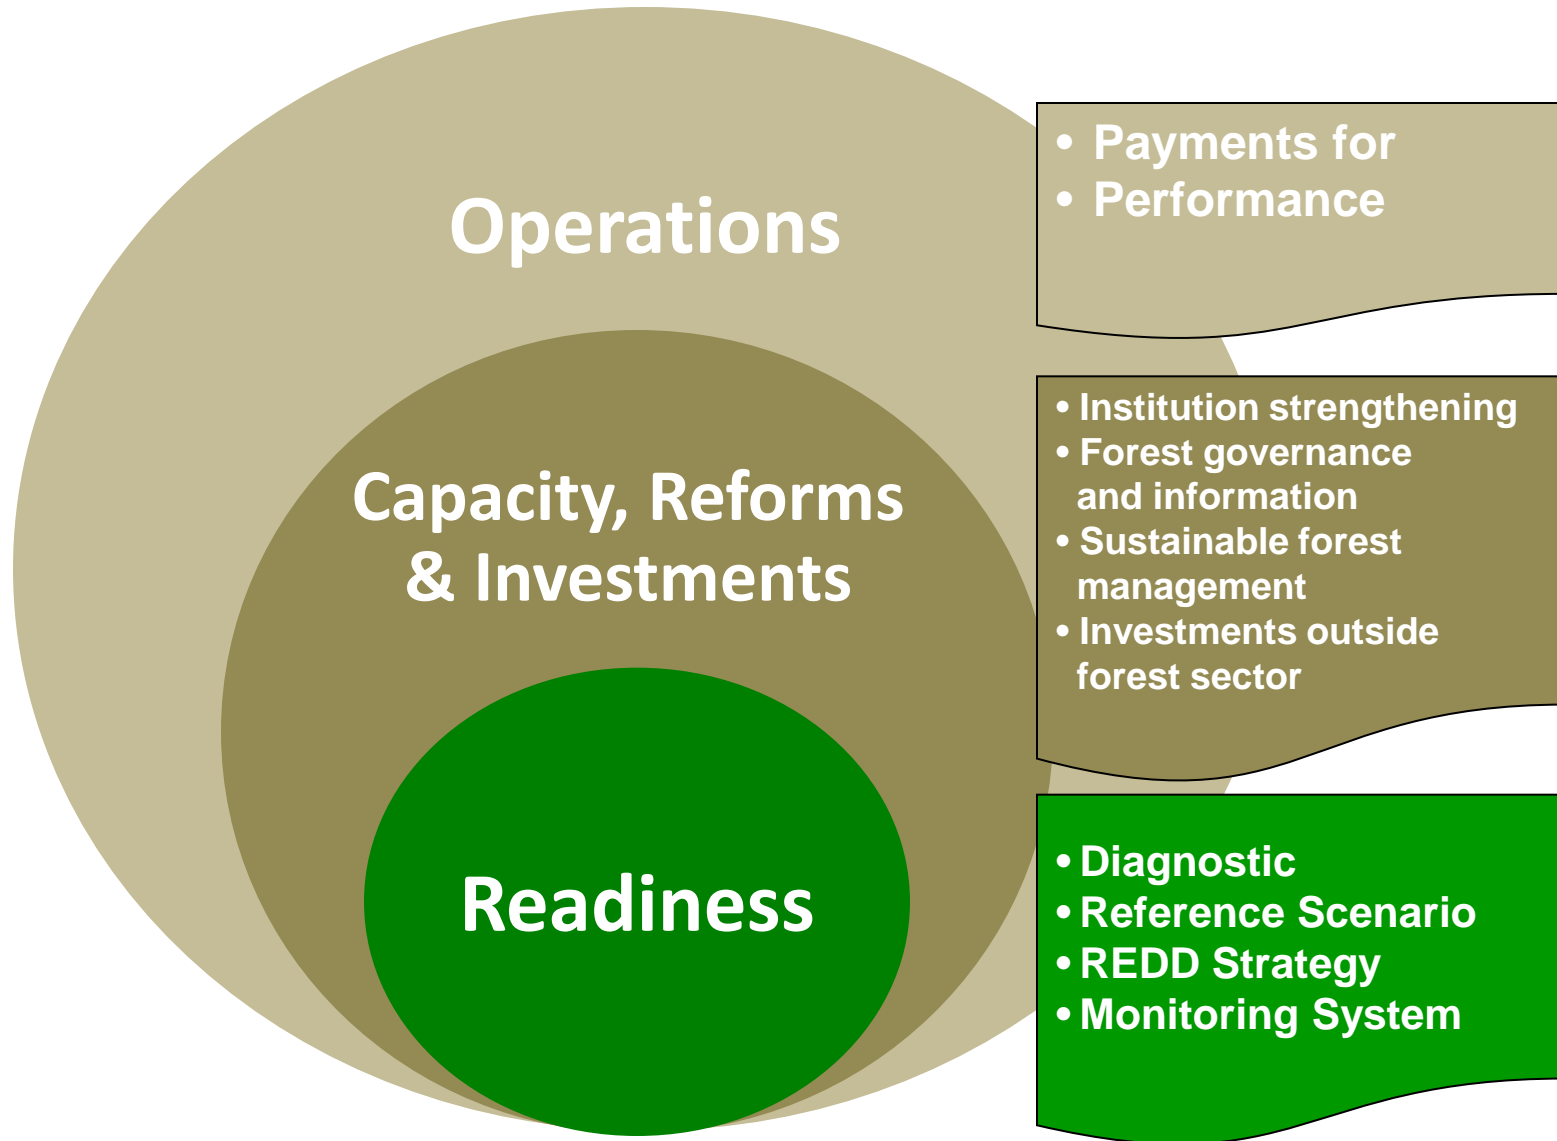 Operations
• Payments for
• Performance
Capacity, Reforms
& Investments
• Institution strengthening
• Forest governance
and information
• Sustainable forest
management
• Investments outside
forest sector
Readiness
• Diagnostic
• Reference Scenario
• REDD Strategy
• Monitoring System